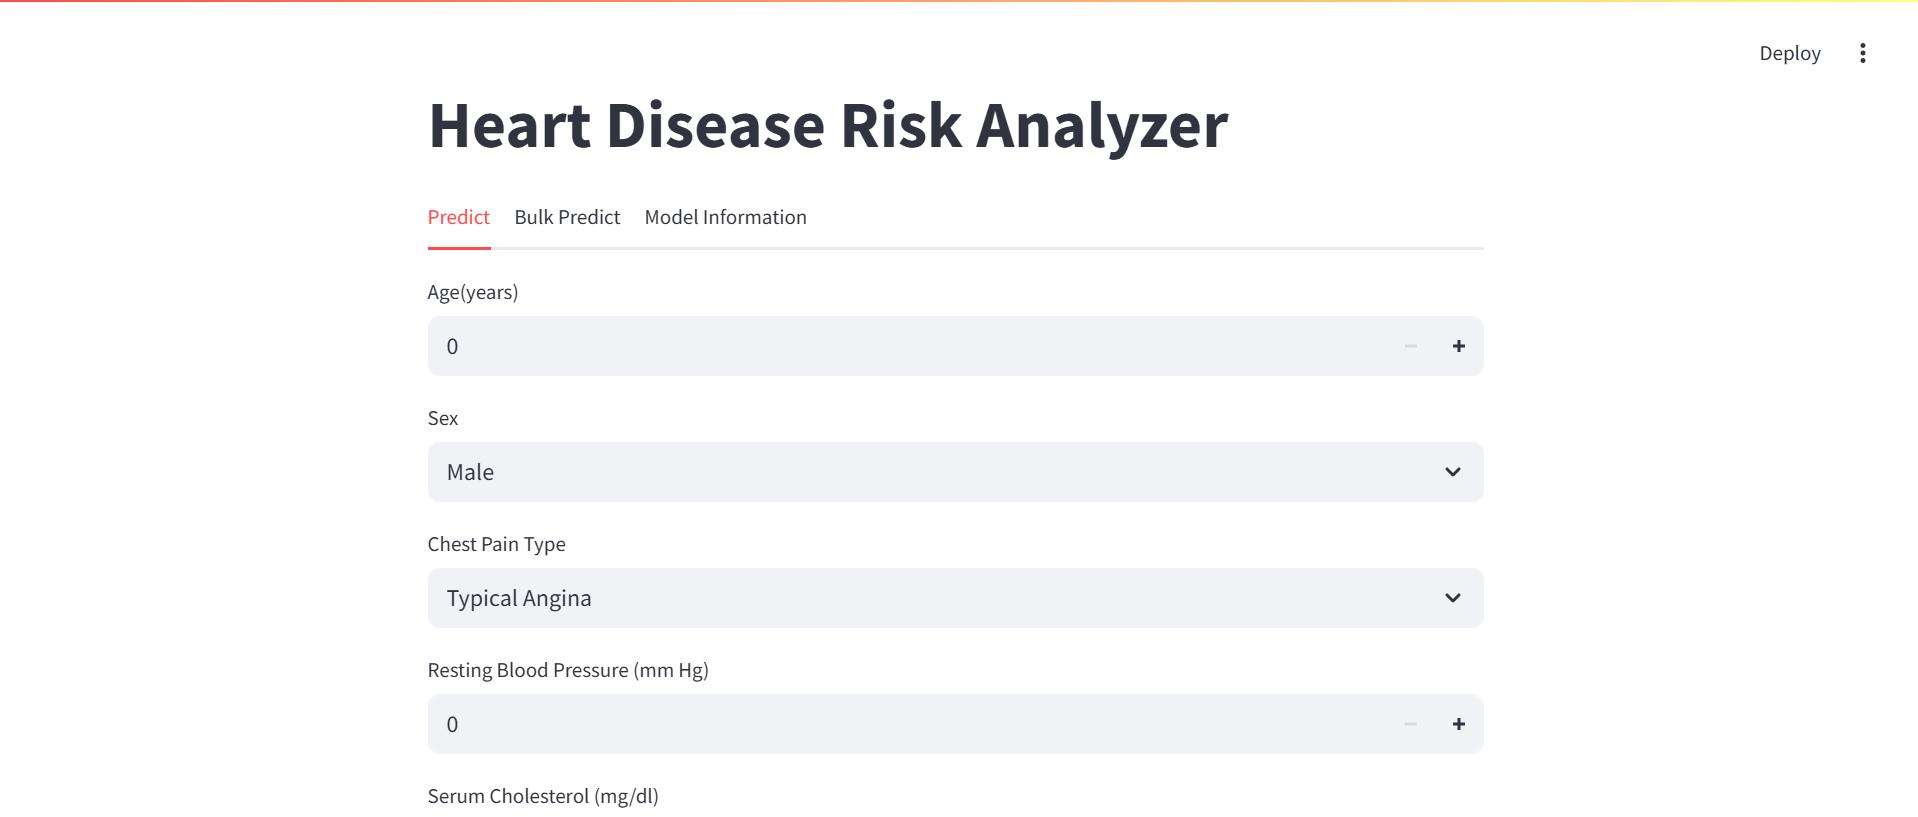 Deploy
Heart Disease Risk Analyzer
Predict Bulk Predict Model Information
Age(years)
0
Sex
Male
Chest Pain Type
Typical Angina
Resting Blood Pressure (mm Hg)
0
Serum Cholesterol (mg/dl)